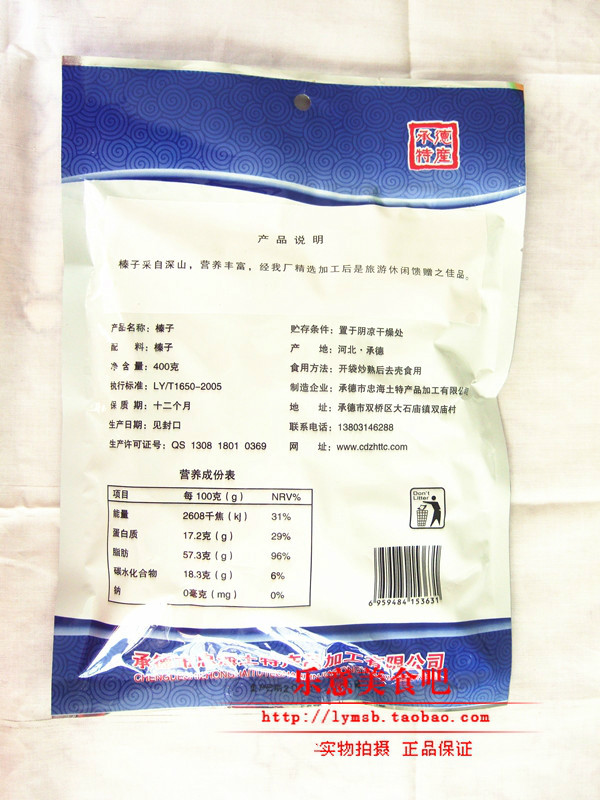 承德
特産
产品说明
榛子采自深山，营养丰富，经我厂精选加工后是旅游休闲馈赠之佳品。
产品名称：榛子
配 料：榛子
净含量：400克
执行标准：LY/T1650-2005
保质期：十二个月
生产日期：见封口
生产许可证号：QS 1308 1801 0369
贮存条件：置于阴凉干燥处
产 地：河北·承德
食用方法：开袋炒熟后去壳食用
制造企业：承德市忠海土特产品加工有限公司
地 址：承德市双桥区大石庙镇双庙村
联系电话：13803146288
网 址：www.cdzhttc.com
营养成份表
项目 每100克（g） NRV%
能量 2608千焦（kj） 31%
蛋白质 17.2克（g） 29%
脂肪 57.3克（g） 96%
碳水化合物 18.3克（g） 6%
钠 0毫克（mg） 0%
Don't
Litter
6 959484 153631
加工有限公司
乐意美食吧
http://lymsb.taobao.com
实物拍摄 正品保证